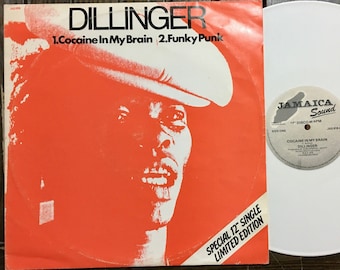 DILLINGER
1.Cocaine In My Brain 2.Funky Punk
SPECIAL 12" SINGLE
LIMITED EDITION
JAMAICA
Sound
COCAINE IN MY BRAIN
DILLINGER